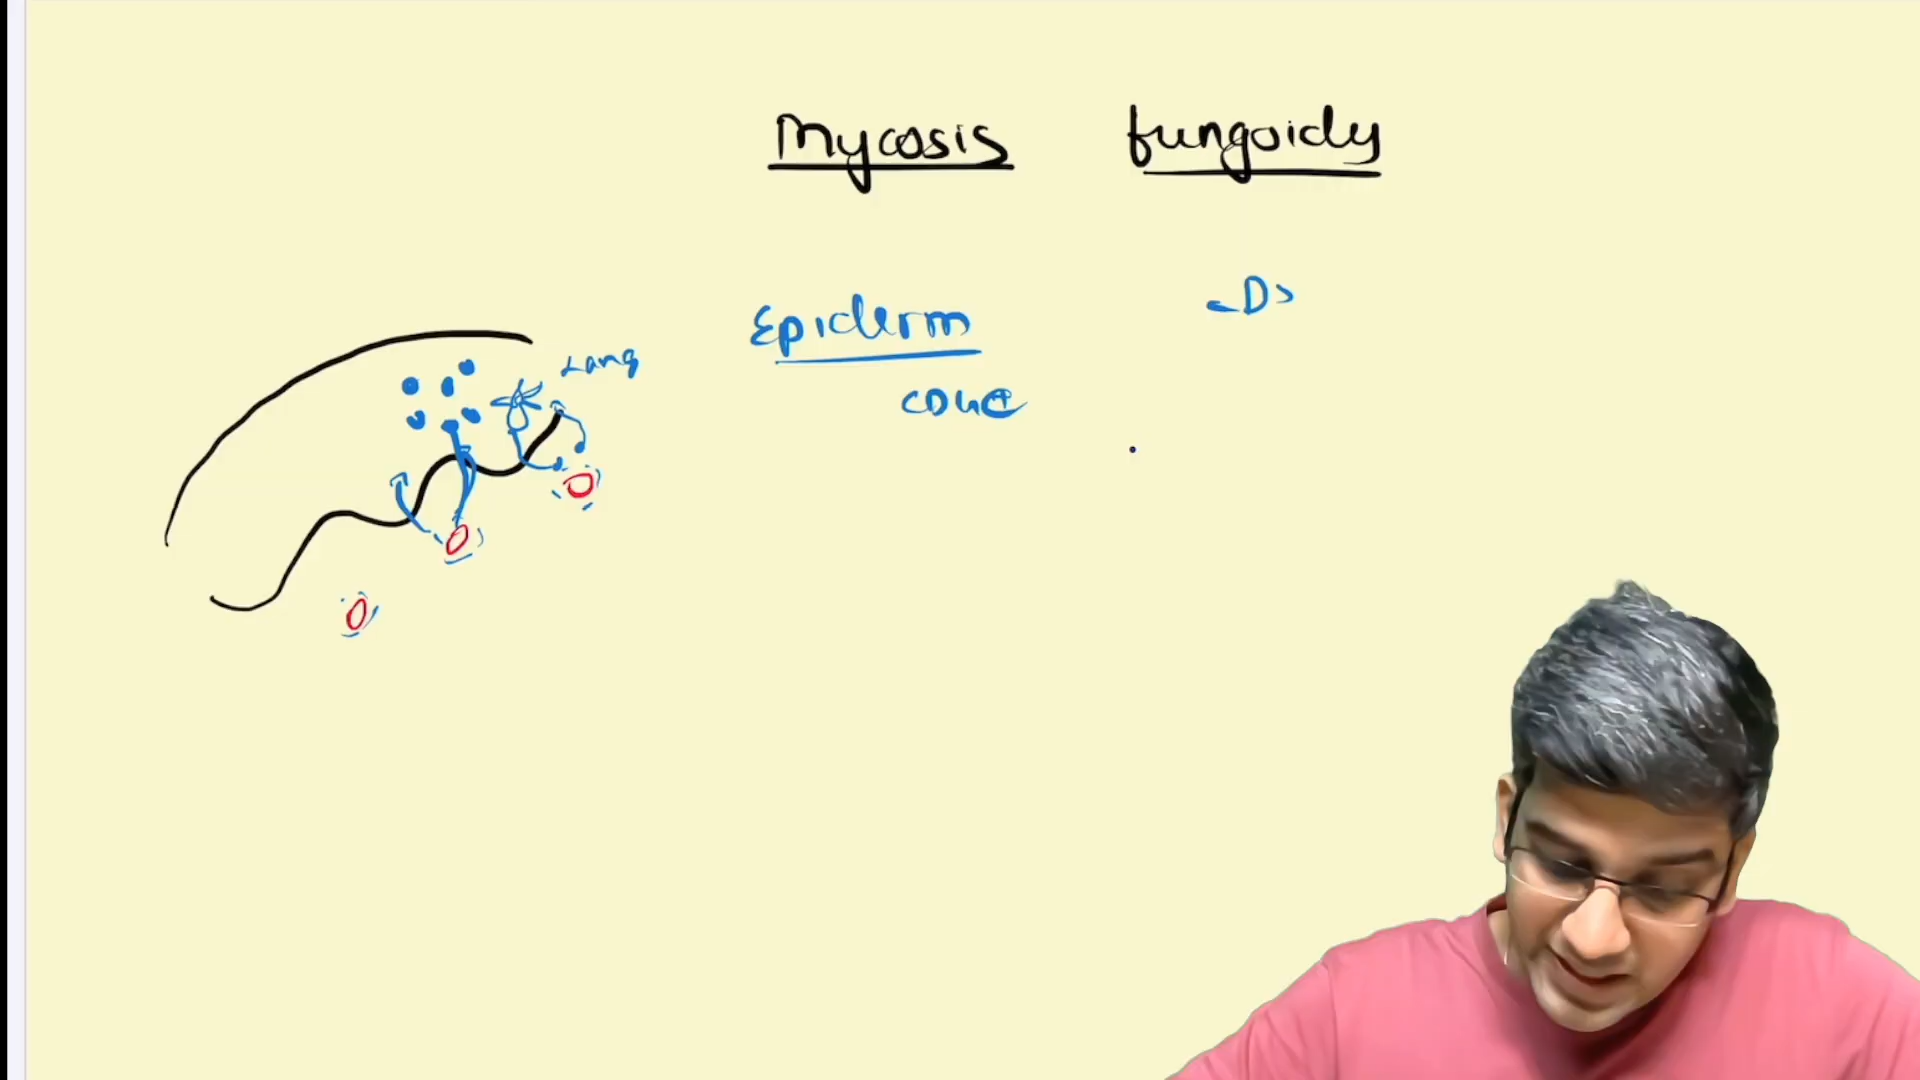 Mycosis fungoidy
<D>
Epiderm
Lang
CD4+